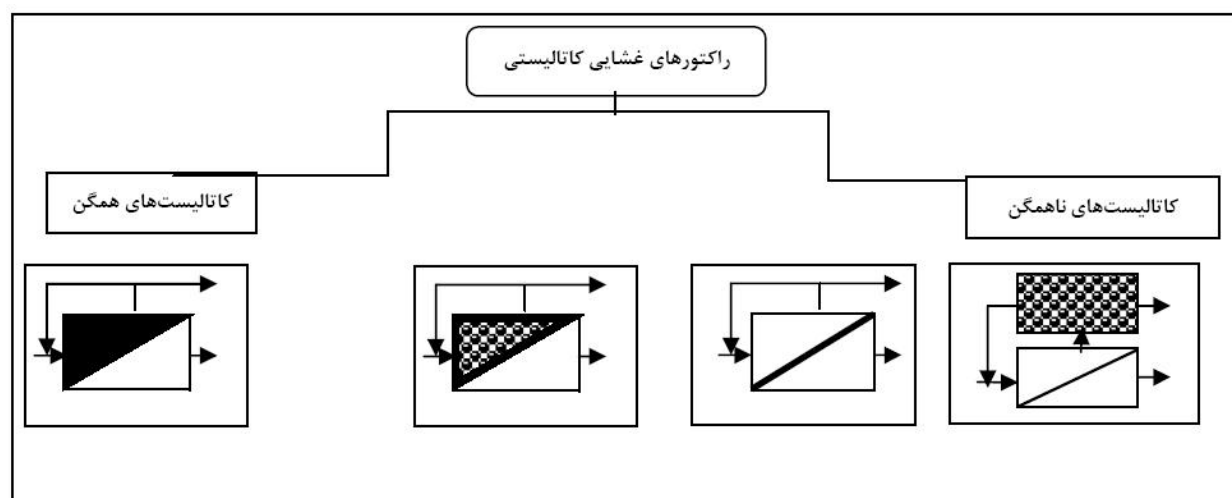 راکتورهای غشایی کاتالیستی
کاتالیست‌های ناهمگن
کاتالیست‌های همگن